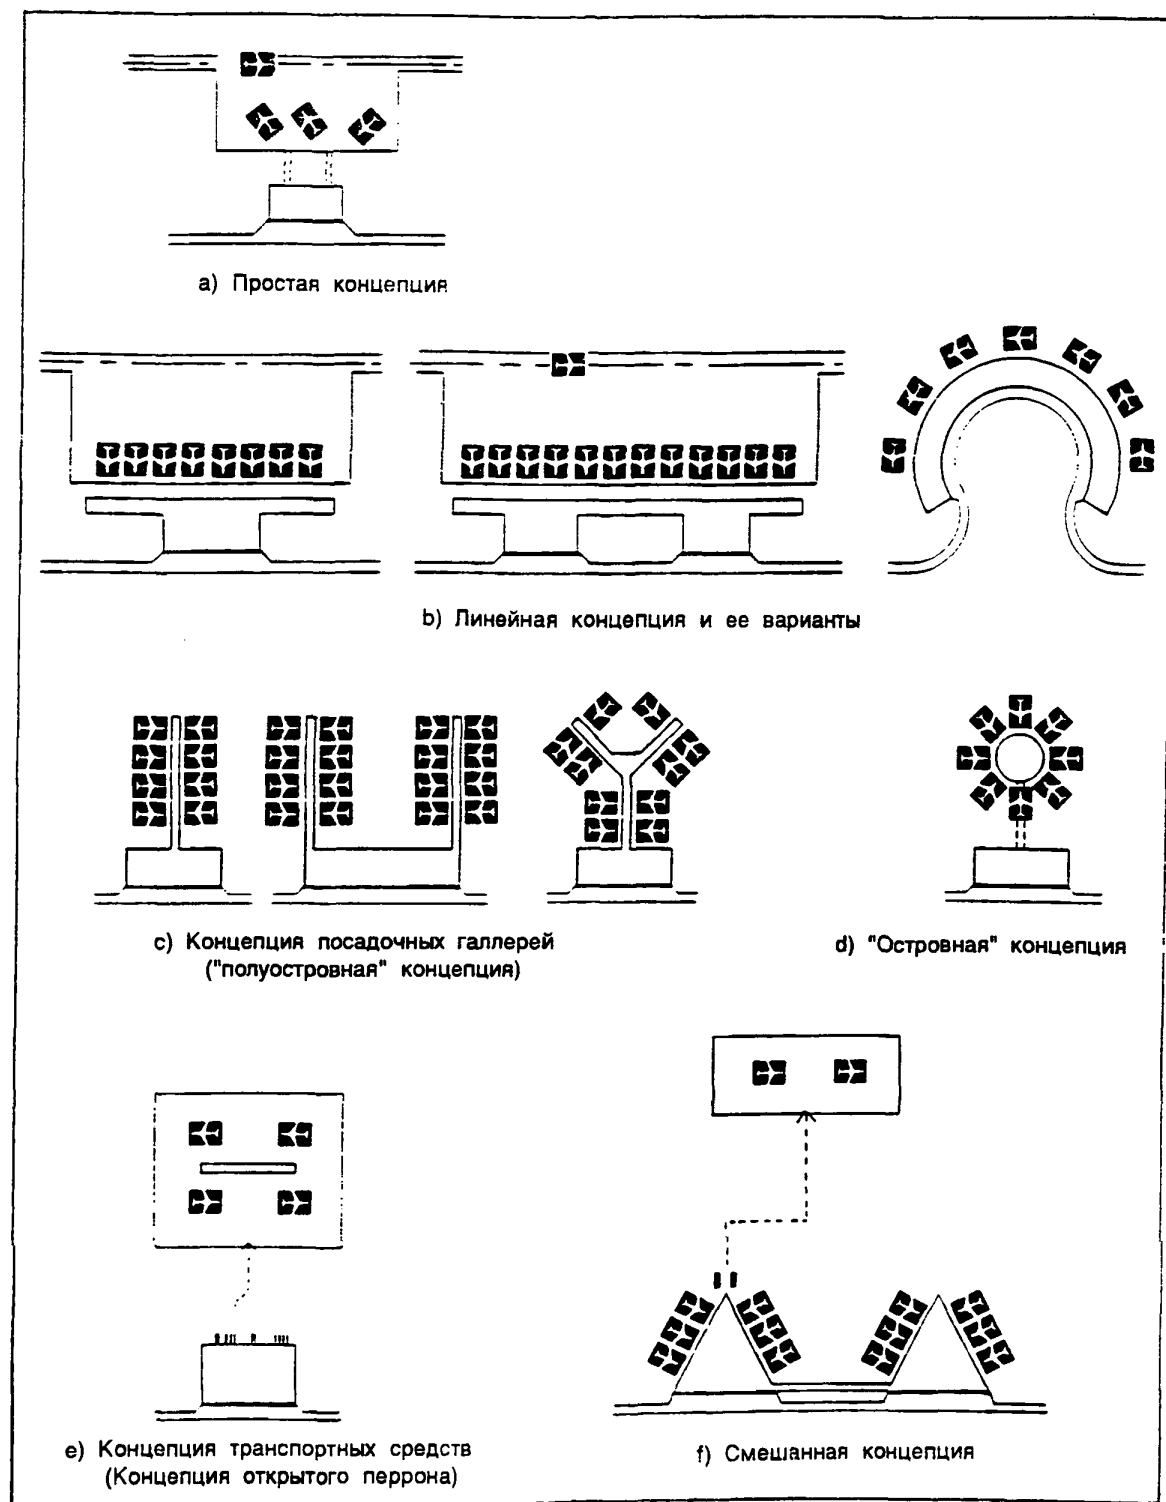 a) Простая концепция
b) Линейная концепция и ее варианты
c) Концепция посадочных галлерей
("полуостровная" концепция)
d) "Островная" концепция
e) Концепция транспортных средств
(Концепция открытого перрона)
f) Смешанная концепция